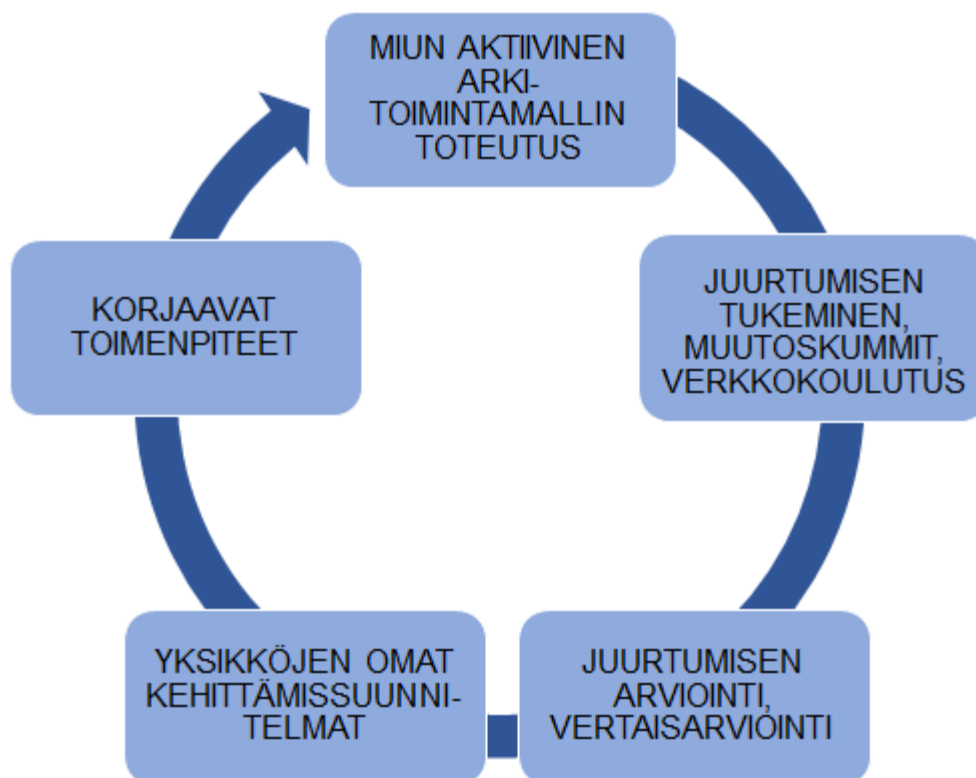 MIUN AKTIIVINEN
ARKI-
TOIMINTAMALLIN
TOTEUTUS
JUURTUMISEN
TUKEMINEN,
MUUTOSKUMMIT,
VERKKOKOULUTUS
JUURTUMISEN
ARVIOINTI,
VERTAISARVIOINTI
YKSIKKÖJEN OMAT
KEHITTÄMISSUUNNI-
TELMAT
KORJAAVAT
TOIMENPITEET